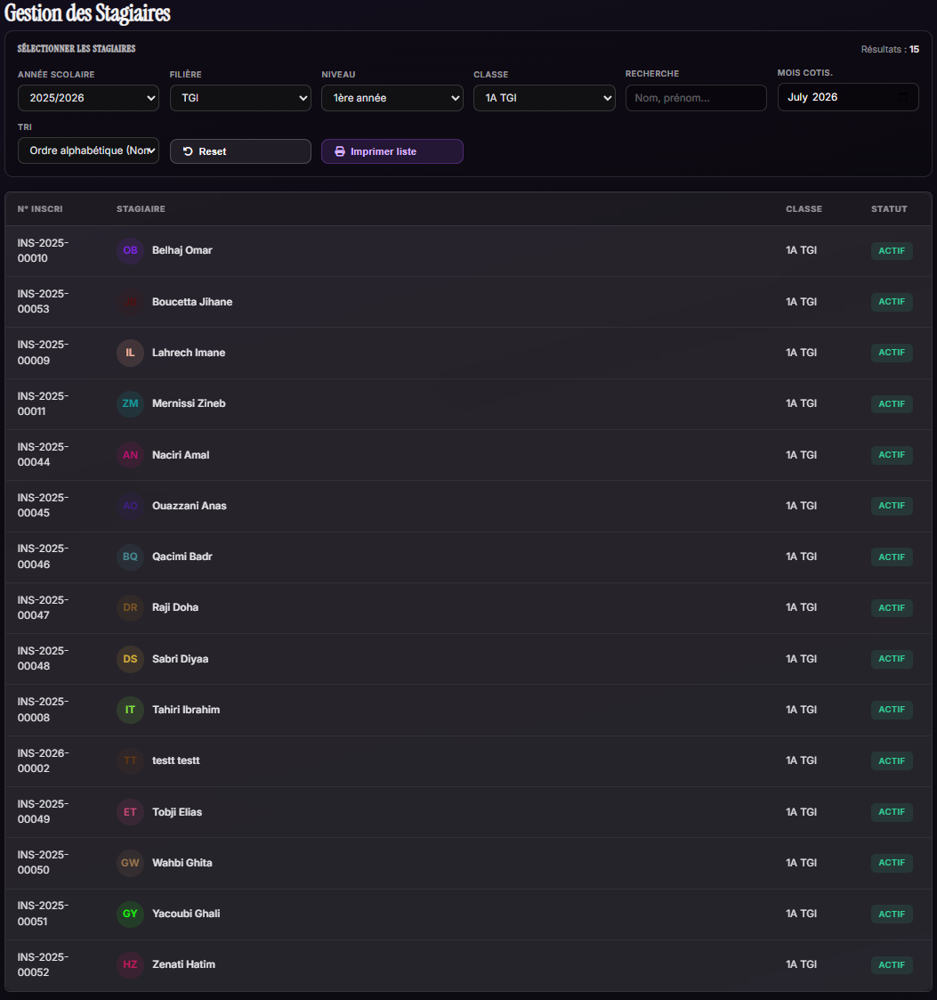 Gestion des Stagiaires
SÉLECTIONNER LES STAGIAIRES
Résultats : 15
ANNÉE SCOLAIRE
FILIÈRE
NIVEAU
CLASSE
RECHERCHE
MOIS COTIS.
2025/2026
TGI
1ère année
1A TGI
Nom, prénom...
July 2026
TRI
Ordre alphabétique (Nom
Reset
Imprimer liste
N° INSCRI STAGIAIRE CLASSE STATUT
INS-2025-
00010
OB Belhaj Omar 1A TGI ACTIF
INS-2025-
00053
Boucetta Jihane 1A TGI ACTIF
INS-2025-
00009
IL Lahrech Imane 1A TGI ACTIF
INS-2025-
00011
ZM Mernissi Zineb 1A TGI ACTIF
INS-2025-
00044
AN Naciri Amal 1A TGI ACTIF
INS-2025-
00045
AO Ouazzani Anas 1A TGI ACTIF
INS-2025-
00046
BQ Qacimi Badr 1A TGI ACTIF
INS-2025-
00047
DR Raji Doha 1A TGI ACTIF
INS-2025-
00048
DS Sabri Diyaa 1A TGI ACTIF
INS-2025-
00008
IT Tahiri Ibrahim 1A TGI ACTIF
INS-2026-
00002
TT testt testt 1A TGI ACTIF
INS-2025-
00049
ET Tobji Elias 1A TGI ACTIF
INS-2025-
00050
GW Wahbi Ghita 1A TGI ACTIF
INS-2025-
00051
GY Yacoubi Ghali 1A TGI ACTIF
INS-2025-
00052
HZ Zenati Hatim 1A TGI ACTIF